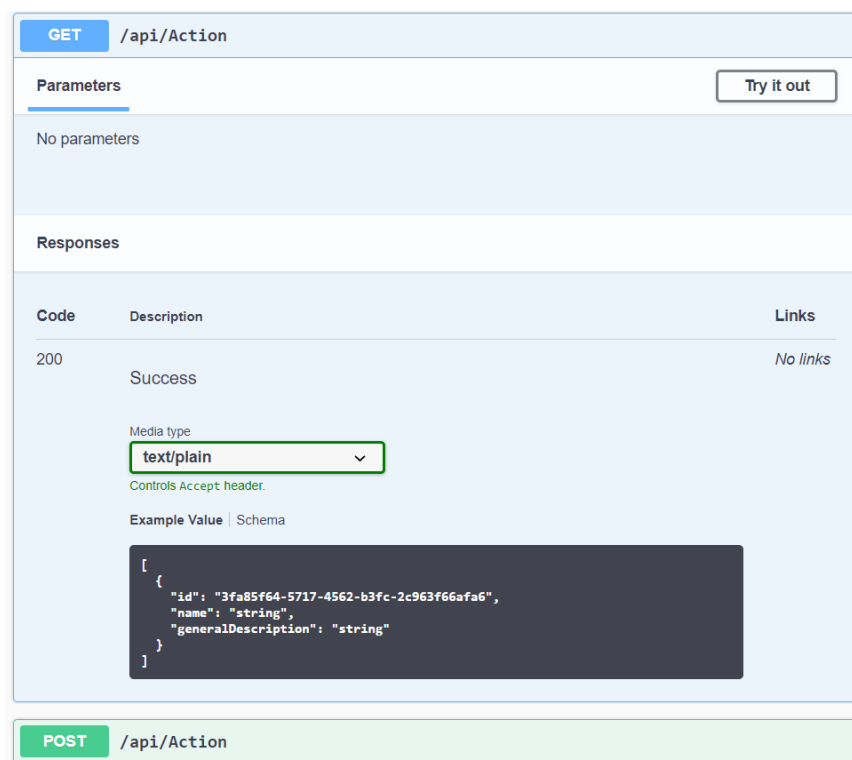 GET /api/Action
Parameters
Try it out
No parameters
Responses
Code Description Links
200
Success
No links
Media type
text/plain
Controls Accept header.
Example Value Schema
[
{
"id": "3fa85f64-5717-4562-b3fc-2c963f66afa6",
"name": "string",
"generalDescription": "string"
}
]
POST /api/Action